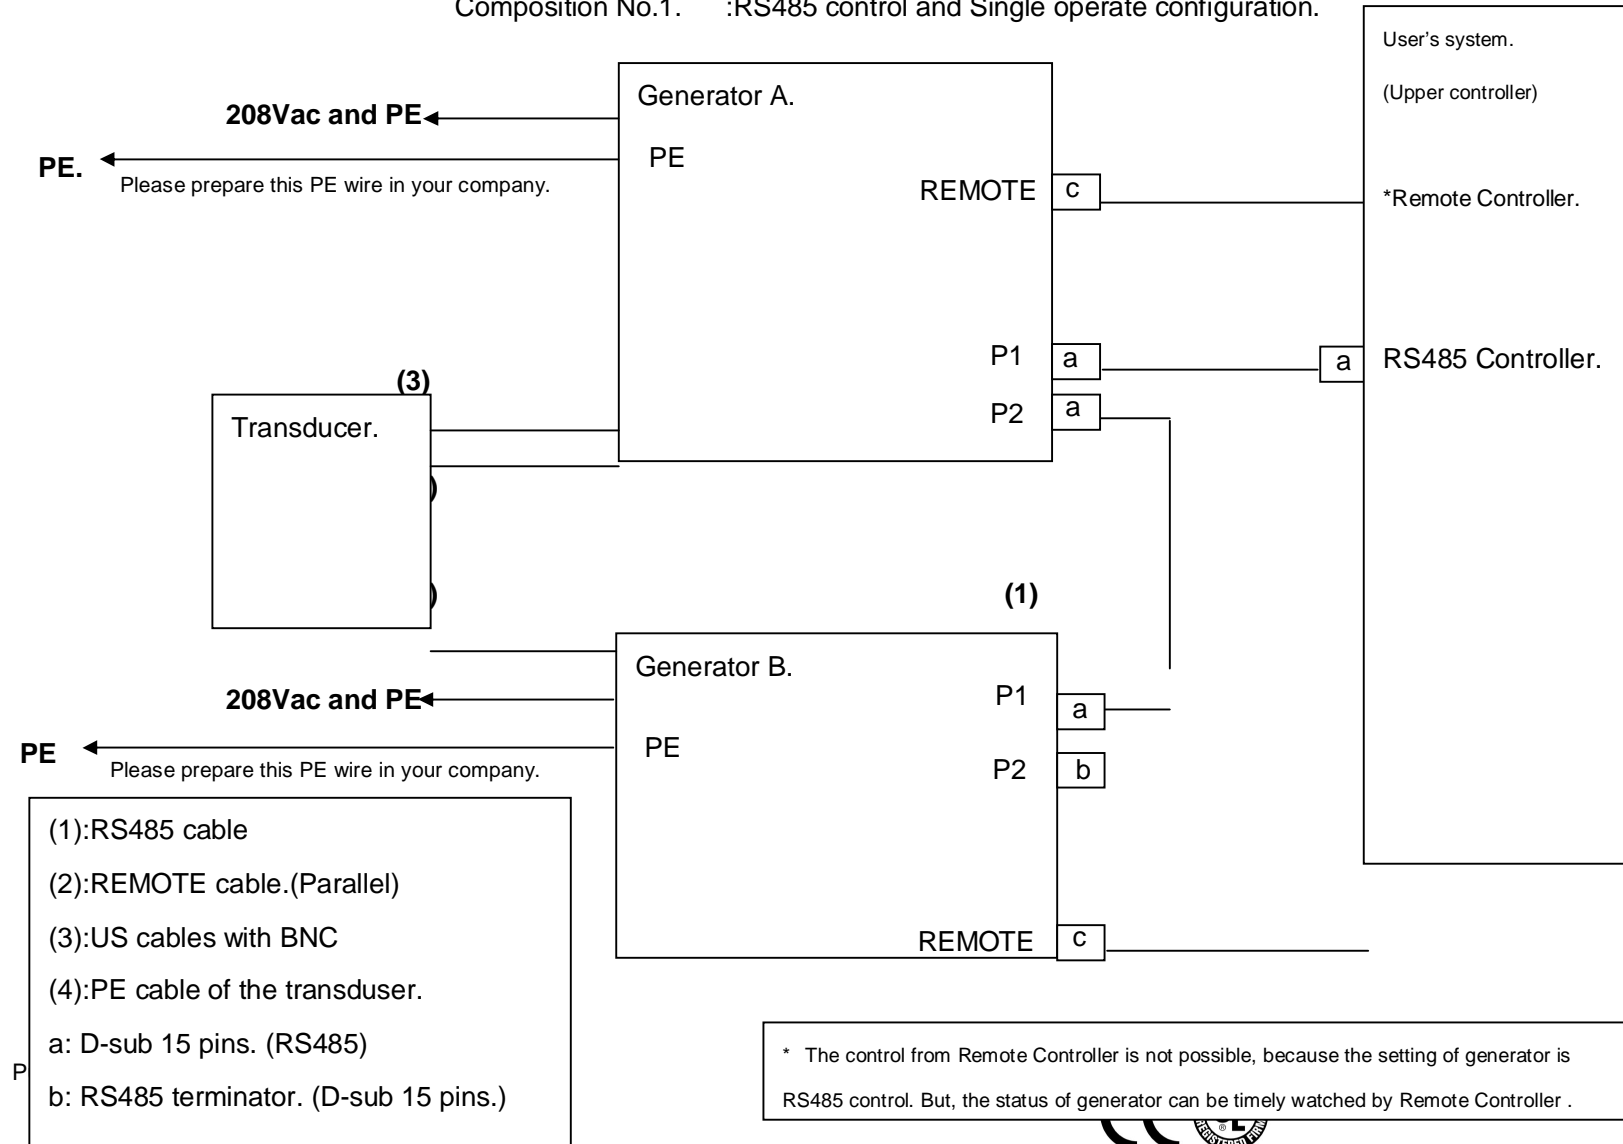 Composition No.1. :RS485 control and Single operate configuration.
User's system.
(Upper controller)
Generator A.
208Vac and PE
PE
PE.
Please prepare this PE wire in your company.
REMOTE
c
*Remote Controller.
P1
a
a
RS485 Controller.
P2
a
(3)
Transducer.
)
)
(1)
Generator B.
P1
a
208Vac and PE
PE
PE
Please prepare this PE wire in your company.
P2
b
REMOTE
c
(1):RS485 cable
(2):REMOTE cable.(Parallel)
(3):US cables with BNC
(4):PE cable of the transduser.
a: D-sub 15 pins. (RS485)
b: RS485 terminator. (D-sub 15 pins.)
P
* The control from Remote Controller is not possible, because the setting of generator is
RS485 control. But, the status of generator can be timely watched by Remote Controller .